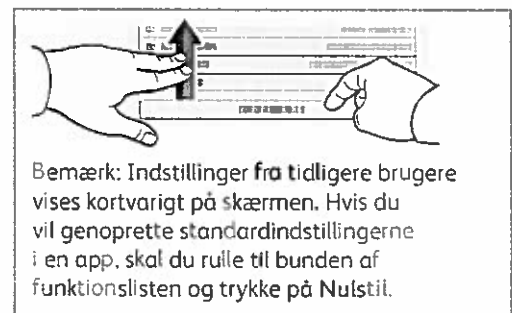 Bemærk: Indstillinger fra tidligere brugere
vises kortvarigt på skærmen. Hvis du
vil genoprette standardindstillingerne
i en app, skal du rulle til bunden af
funktionslisten og trykke på Nulstil.